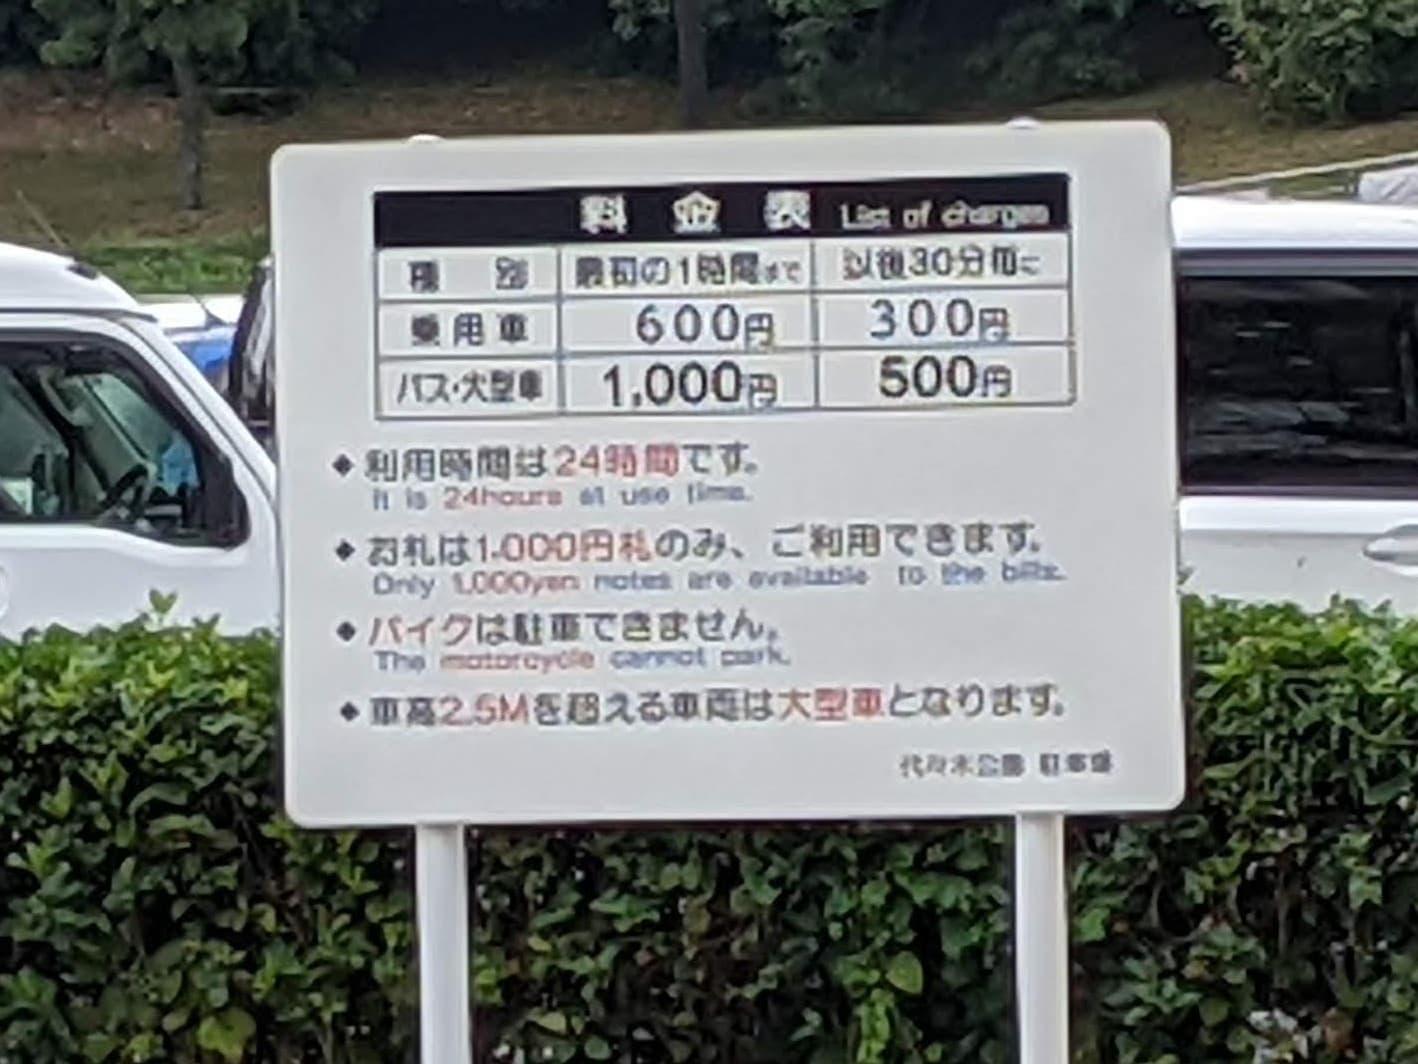 料金表 List of charges
種別 最初の1時間まで 以後30分毎に
乗用車 600円 300円
バス・大型車 1,000円 500円
◆利用時間は24時間です。
It is 24hours at use time.
◆お札は1.000円札のみ、ご利用できます。
Only 1.000yen notes are available to the bills.
◆バイクは駐車できません。
The motorcycle cannot park.
◆車高2.5Mを超える車両は大型車となります。
代々木公園 駐車場